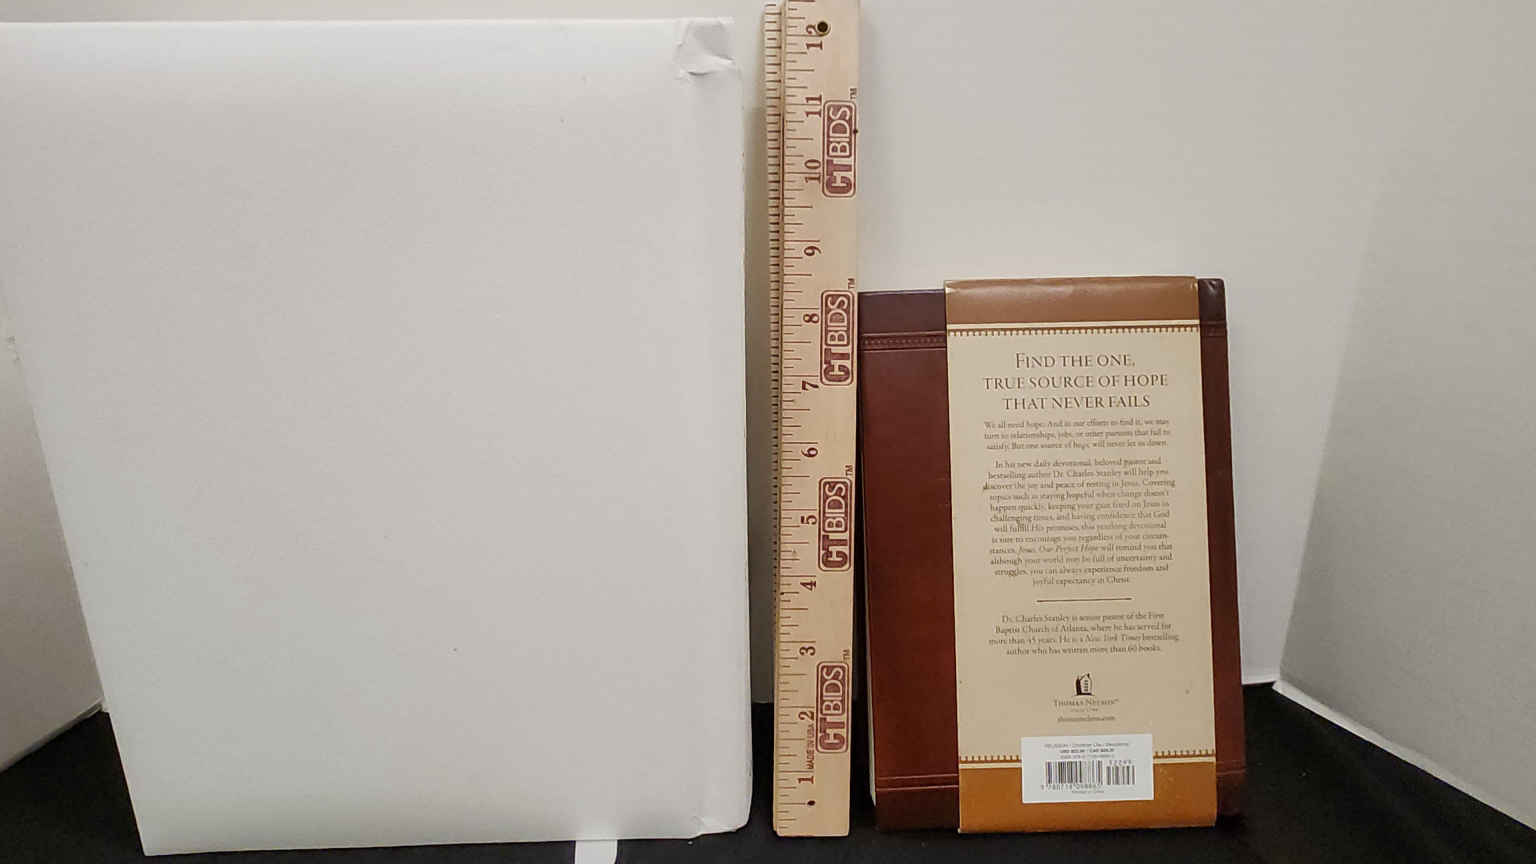 12
11
10
9
8
7
6
5
4
3
2
1
CTBIDS™
CTBIDS™
CTBIDS™
CTBIDS™
MADE IN USA
FIND THE ONE,
TRUE SOURCE OF HOPE
THAT NEVER FAILS
We all need hope. And in our efforts to find it, we may
turn to relationships, jobs, or other pursuits that fail to
satisfy. But one source of hope will never let us down.
In his new daily devotional, beloved pastor and
bestselling author Dr. Charles Stanley will help you
discover the joy and peace of resting in Jesus. Covering
topics such as staying hopeful when change doesn't
happen quickly, keeping your gaze fixed on Jesus in
challenging times, and having confidence that God
will fulfill His promises, this yearlong devotional
is sure to encourage you regardless of your circum-
stances. Jesus, Our Perfect Hope will remind you that
although your world may be full of uncertainty and
struggles, you can always experience freedom and
joyful expectancy in Christ.
Dr. Charles Stanley is senior pastor of the First
Baptist Church of Atlanta, where he has served for
more than 45 years. He is a New York Times bestselling
author who has written more than 60 books.
THOMAS NELSON
thomasnelson.com
RELIGION / Christian Life / Devotional